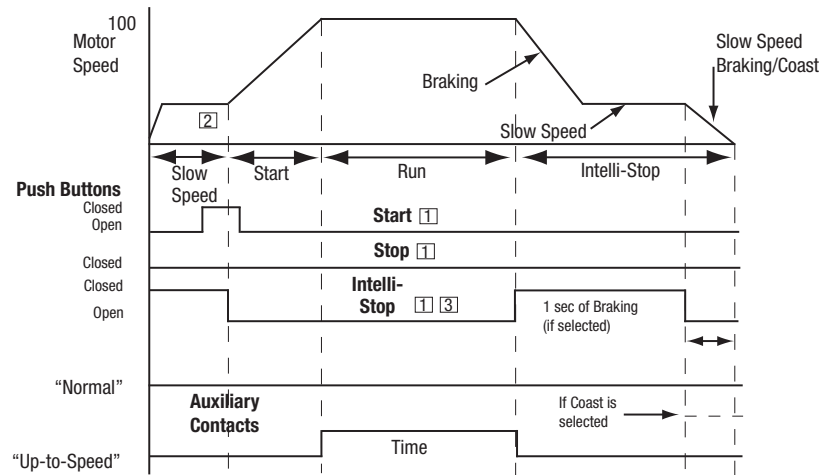 100
Motor
Speed
Slow Speed
Braking/Coast
Braking
2
Slow Speed
Slow
Speed
Start
Run
Intelli-Stop
Push Buttons
Closed
Open
Start 1
Stop 1
Closed
Closed
Open
Intelli-
Stop 1 3
1 sec of Braking
(if selected)
"Normal"
Auxiliary
Contacts
If Coast is
selected
Time
"Up-to-Speed"